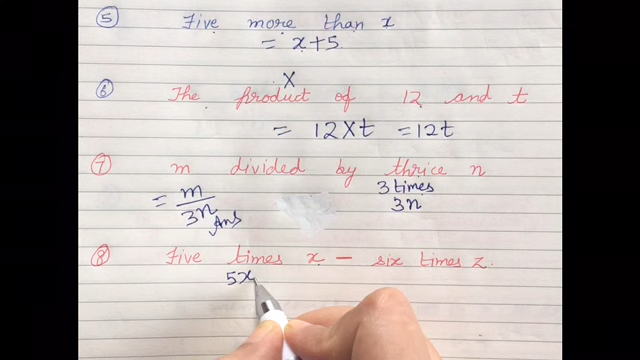 (5) Five more than x
= x+5
X
(6) The product of 12 and t
= 12Xt = 12t
(7) m divided by thrice n
3 times
= m/3n Ans 3n
(8) Five times x - six times z.
5x